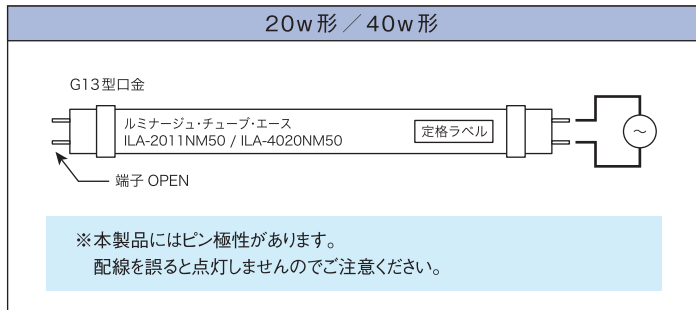 20w形／40w形
G13型口金
ルミナージュ・チューブ・エース
ILA-2011NM50 / ILA-4020NM50
定格ラベル
～
端子 OPEN
※本製品にはピン極性があります。
配線を誤ると点灯しませんのでご注意ください。